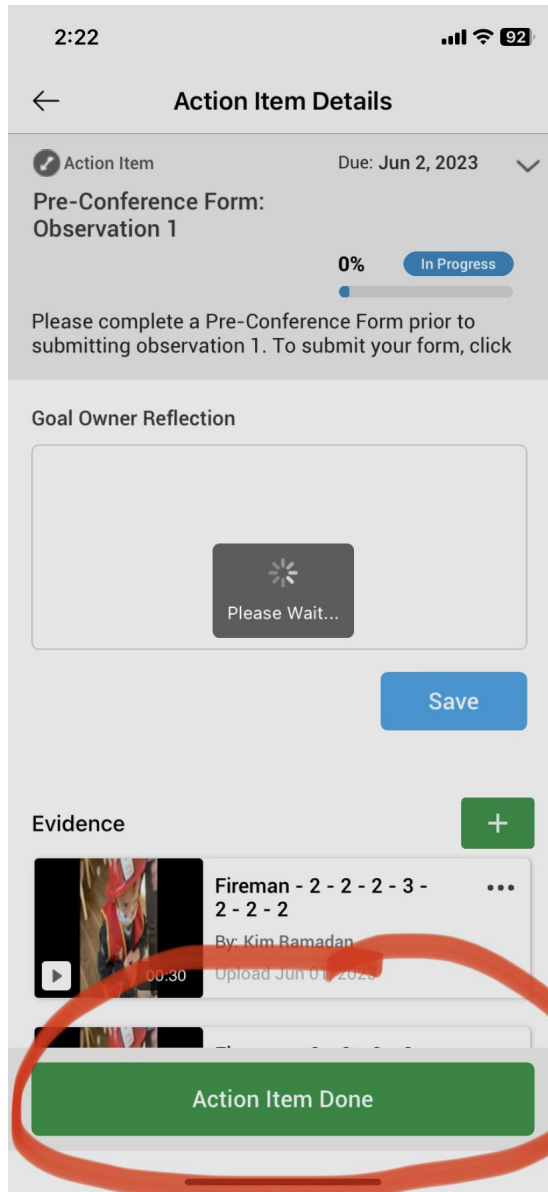 2:22 92
Action Item Details
Action Item Due: Jun 2, 2023
Pre-Conference Form:
Observation 1
0% In Progress
Please complete a Pre-Conference Form prior to
submitting observation 1. To submit your form, click
Goal Owner Reflection
Please Wait...
Save
Evidence +
Fireman - 2 - 2 - 2 - 3 -
2 - 2 - 2
By: Kim Ramadan
00:30 Upload Jun 01, 2023
Action Item Done